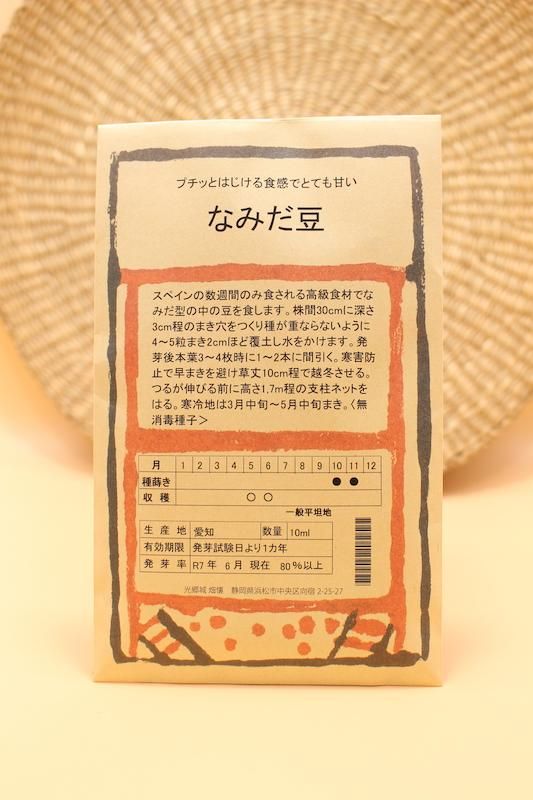 プチッとはじける食感でとても甘い
なみだ豆
スペインの数週間のみ食される高級食材でな
みだ型の中の豆を食します。株間30cmに深さ
3cm程のまき穴をつくり種が重ならないように
4～5粒まき2cmほど覆土し水をかけます。発
芽後本葉3～4枚時に1～2本に間引く。寒害防
止で早まきを避け草丈10cm程で越冬させる。
つるが伸びる前に高さ1.7m程の支柱ネットを
はる。寒冷地は3月中旬～5月中旬まき。〈無
消毒種子＞
月 1 2 3 4 5 6 7 8 9 10 11 12
種蒔き ● ●
収穫 ○ ○
一般平坦地
生産地 愛知 数量 10ml
有効期限 発芽試験日より1カ年
発芽率 R7年 6月 現在 80%以上
光郷城 畑懐 静岡県浜松市中央区向宿 2-25-27